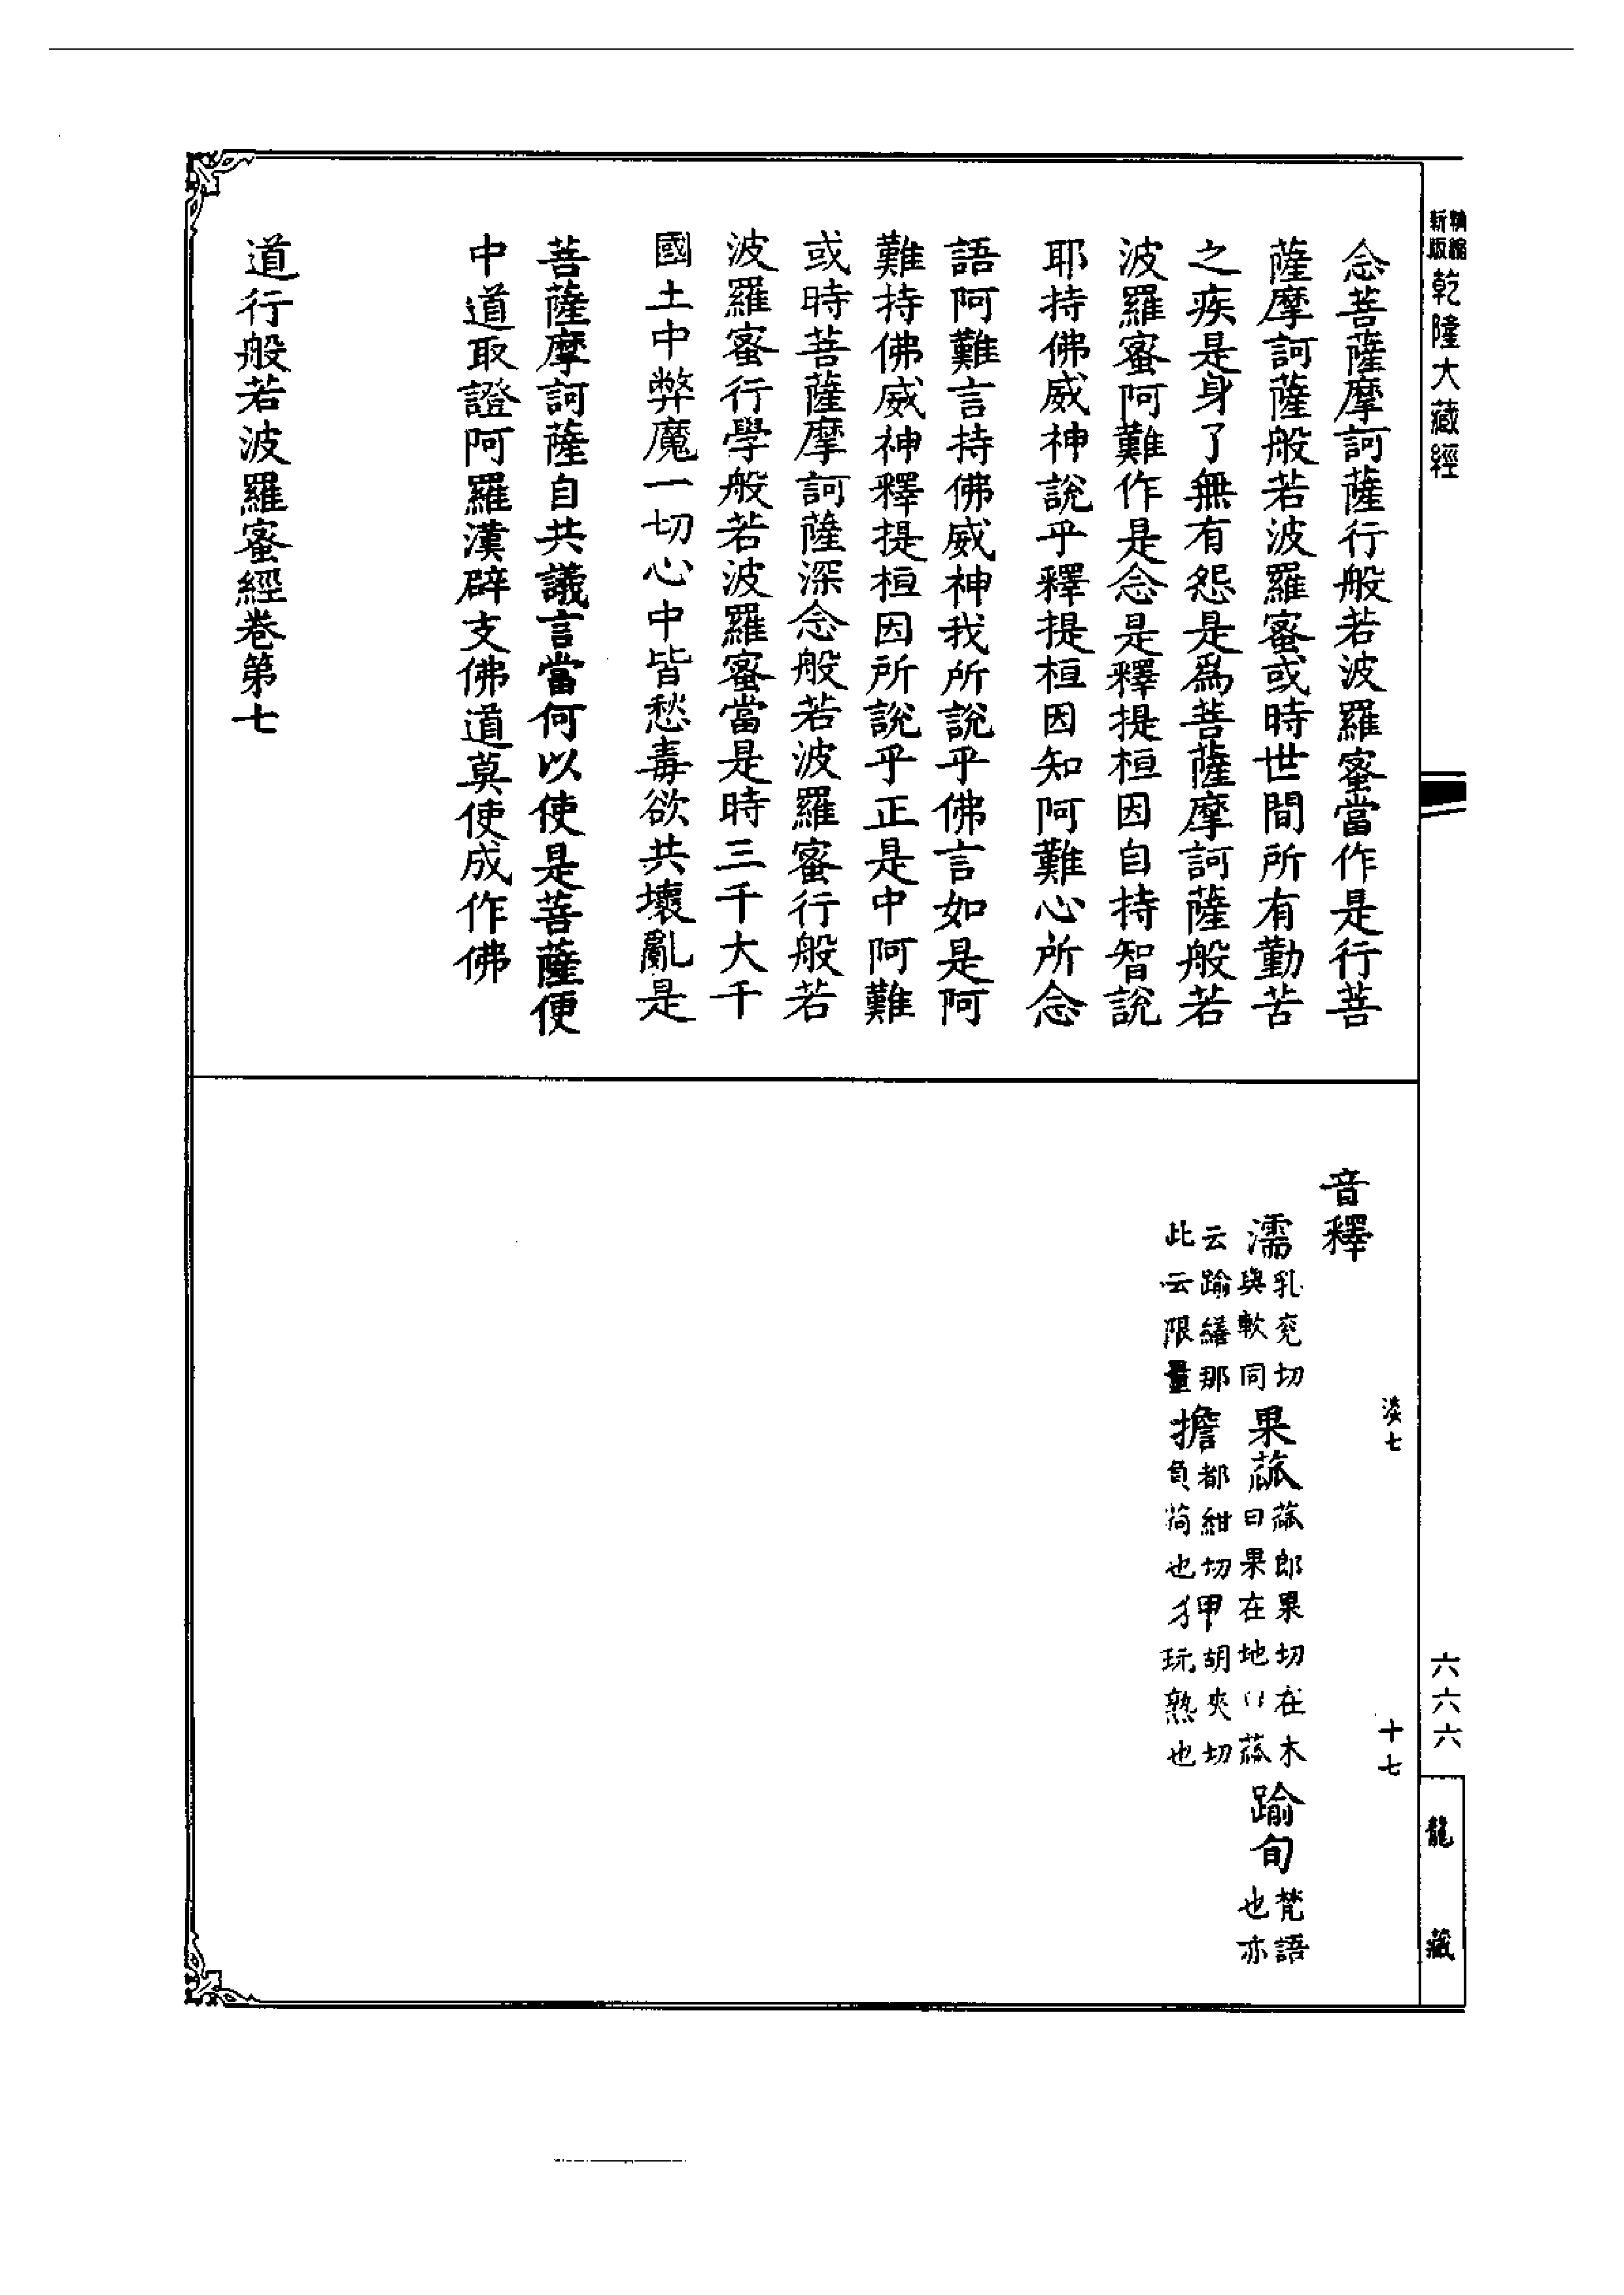 精縮
新版
乾隆大藏經
六六六
龍藏
念菩薩摩訶薩行般若波羅蜜當作是行菩
薩摩訶薩般若波羅蜜或時世間所有勤苦
之疾是身了無有怨是爲菩薩摩訶薩般若
波羅蜜阿難作是念是釋提桓因自持智說
耶持佛威神說乎釋提桓因知阿難心所念
語阿難言持佛威神我所說乎佛言如是阿
難持佛威神釋提桓因所說乎正是中阿難
或時菩薩摩訶薩深念般若波羅蜜行般若
波羅蜜行學般若波羅蜜當是時三千大千
國土中弊魔一切心中皆愁毒欲共壞亂是
菩薩摩訶薩自共議言當何以使是菩薩便
中道取證阿羅漢辟支佛道莫使成作佛
道行般若波羅蜜經卷第七
七
十七
音釋
濡乳兖切與軟同果蓏蓏郎果切在木曰果在地蓏踰旬梵語也亦
云踰繕那此云限量擔都紺切負荷也胡夾切玩熟也